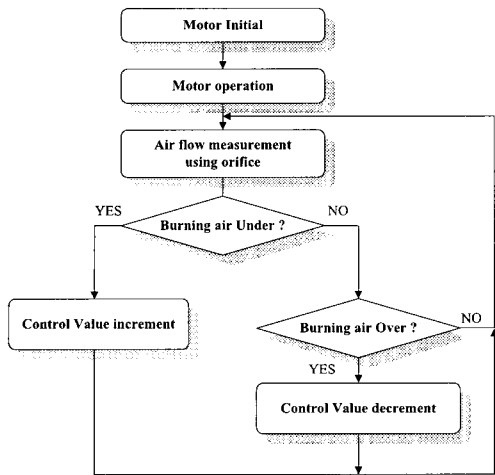 Motor Initial
Motor operation
Air flow measurement
using orifice
YES
NO
Burning air Under ?
Control Value increment
Burning air Over ?
NO
YES
Control Value decrement